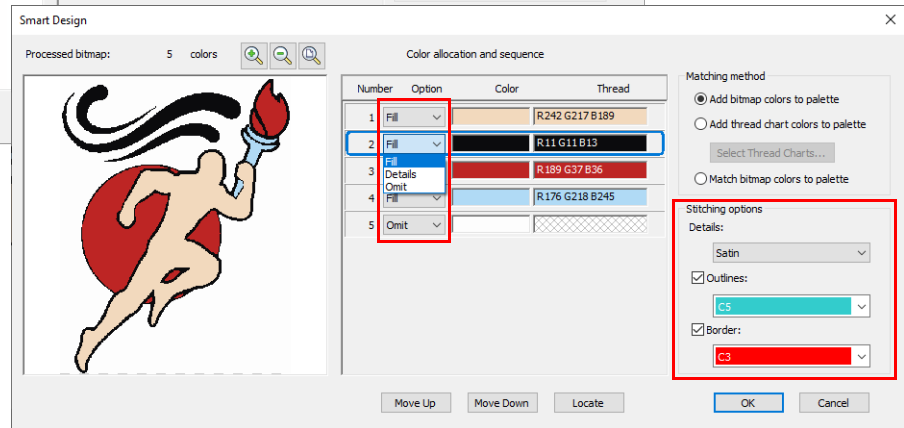 Smart Design
Processed bitmap: 5 colors
Color allocation and sequence
Number Option Color Thread
1 Fill R242 G217 B189
2 Fill R11 G11 B13
Fill
Details
Omit
3 R189 G37 B36
4 Fill R176 G218 B245
5 Omit
Matching method
Add bitmap colors to palette
Add thread chart colors to palette
Select Thread Charts...
Match bitmap colors to palette
Stitching options
Details:
Satin
Outlines:
C5
Border:
C3
Move Up Move Down Locate OK Cancel